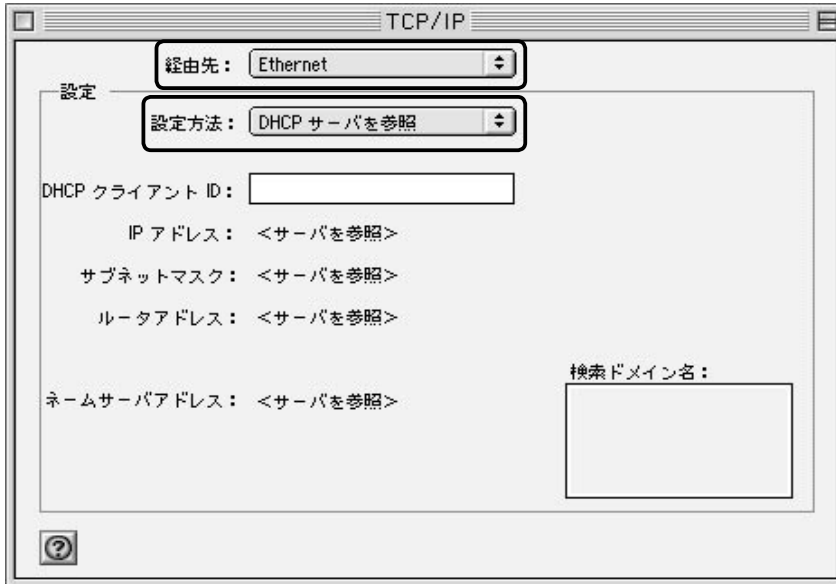 TCP/IP
経由先： Ethernet
設定
設定方法： DHCP サーバを参照
DHCP クライアント ID：
IP アドレス： <サーバを参照>
サブネットマスク： <サーバを参照>
ルータアドレス： <サーバを参照>
検索ドメイン名：
ネームサーバアドレス： <サーバを参照>
?